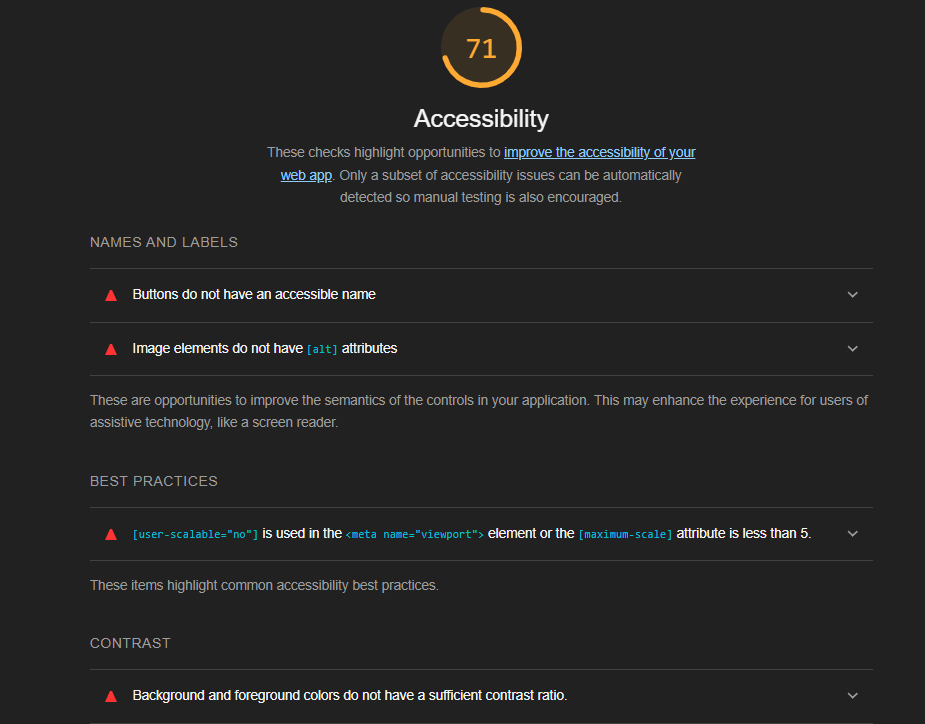 71
Accessibility
These checks highlight opportunities to improve the accessibility of your
web app. Only a subset of accessibility issues can be automatically
detected so manual testing is also encouraged.
NAMES AND LABELS
Buttons do not have an accessible name
Image elements do not have [alt] attributes
These are opportunities to improve the semantics of the controls in your application. This may enhance the experience for users of
assistive technology, like a screen reader.
BEST PRACTICES
[user-scalable="no"] is used in the <meta name="viewport"> element or the [maximum-scale] attribute is less than 5.
These items highlight common accessibility best practices.
CONTRAST
Background and foreground colors do not have a sufficient contrast ratio.